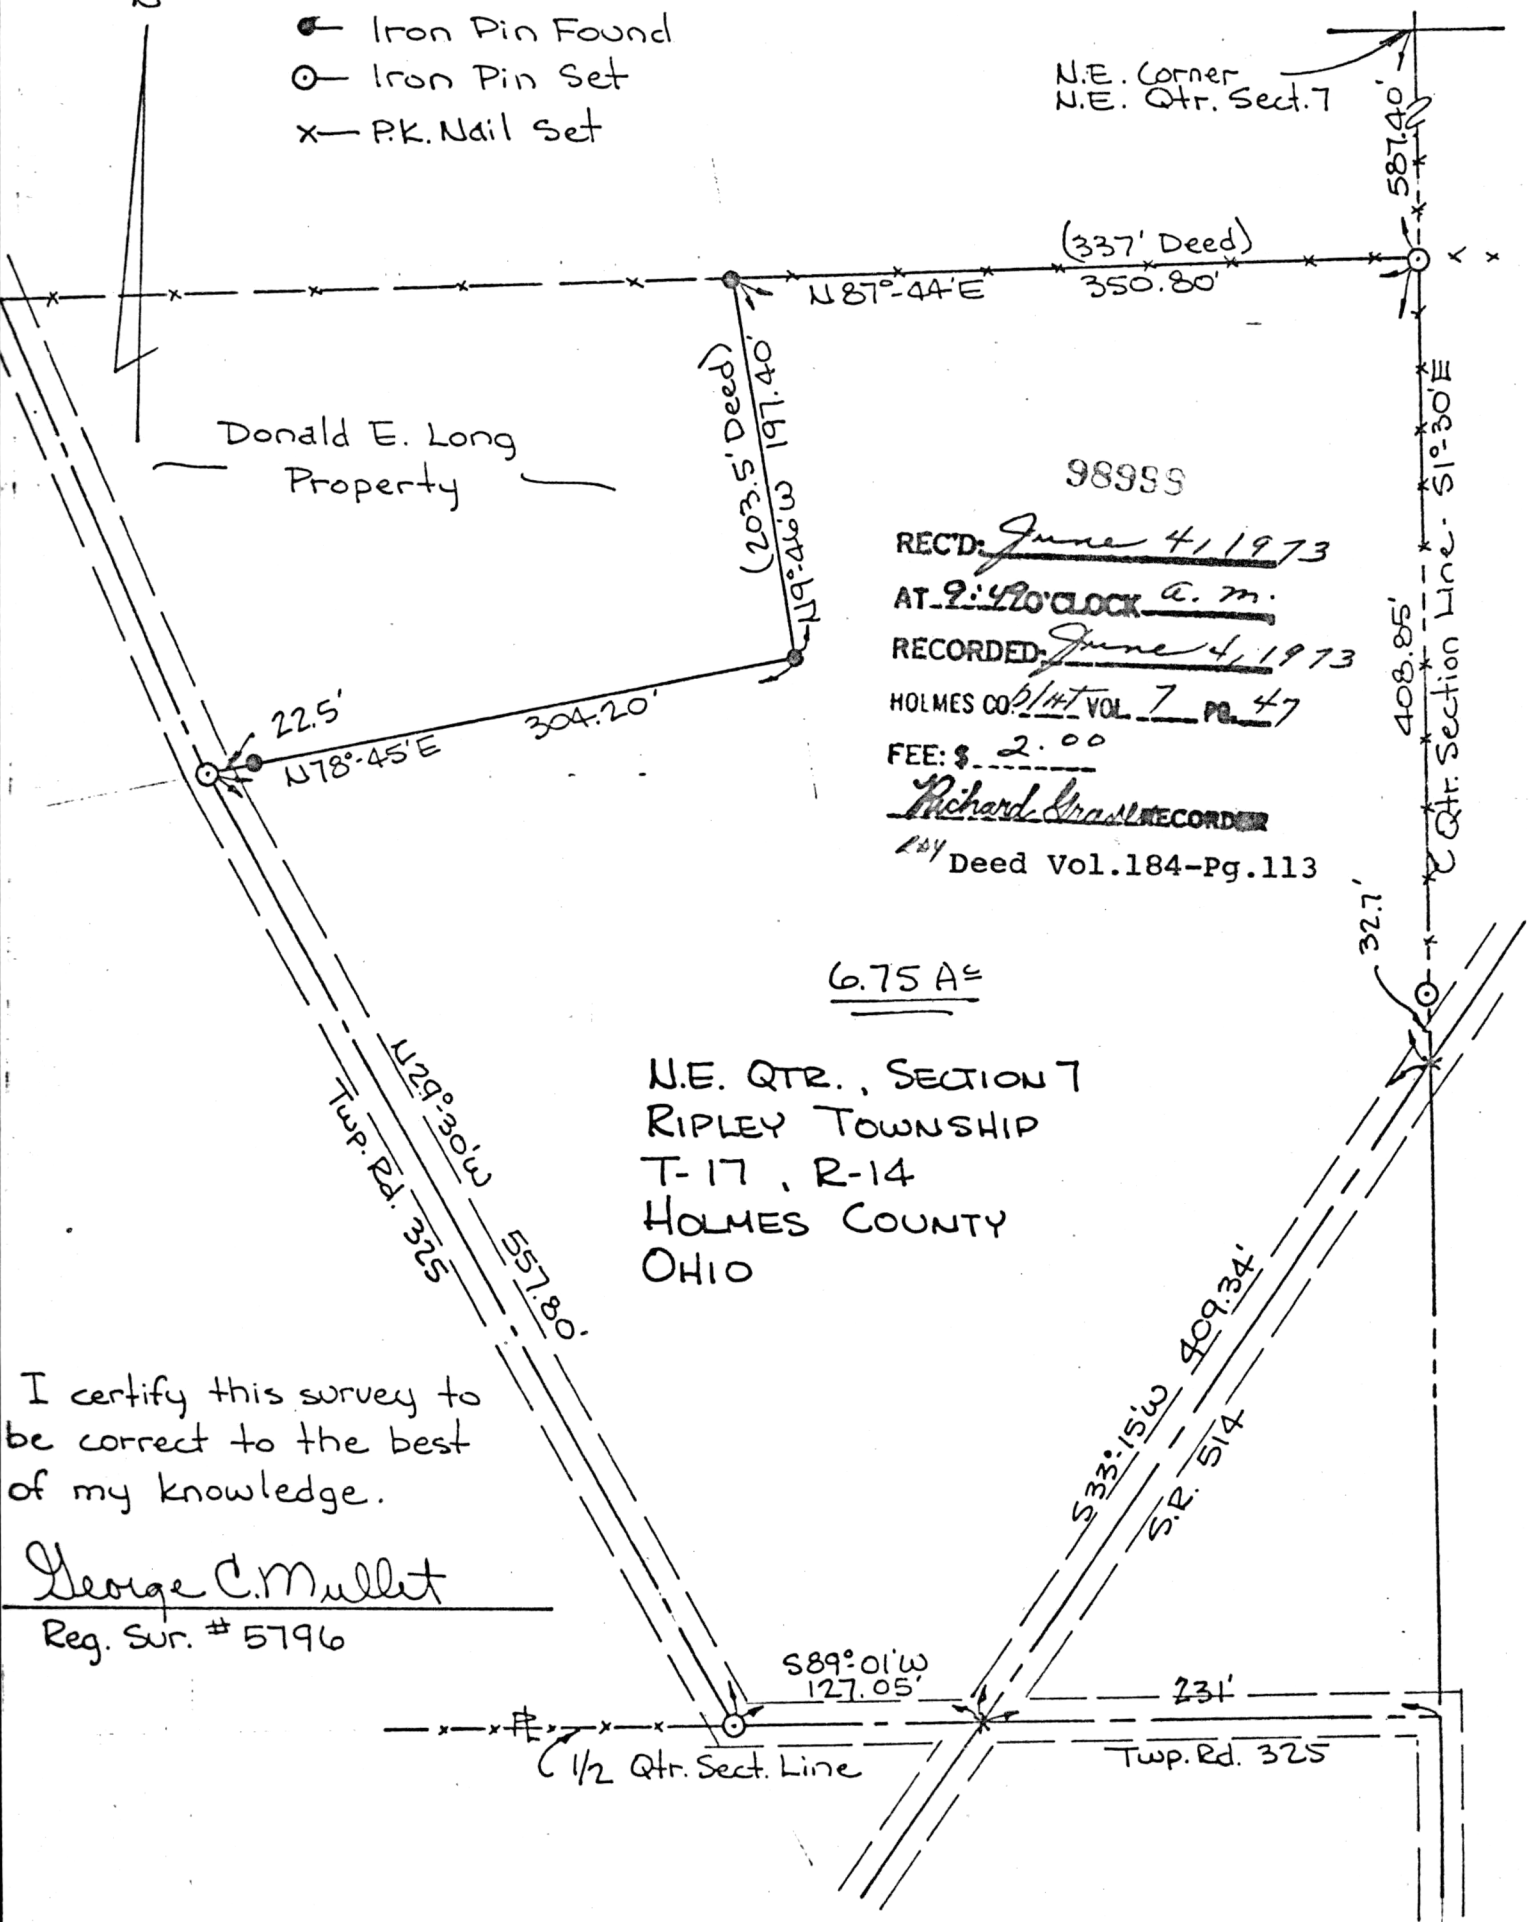 N
Iron Pin Found
Iron Pin Set
x— P.K. Nail Set
N.E. Corner
N.E. Qtr. Sect. 7
587.40'
(337' Deed)
N87°-44'E 350.80'
(203.5' Deed)
N9°-46'W 197.40'
Donald E. Long
Property
98955
REC'D: June 4, 1973
AT 9:49 O'CLOCK a. m.
RECORDED: June 4, 1973
HOLMES CO. Plat VOL. 7 PG. 47
FEE: $ 2.00
Richard RECORDER
Deed Vol.184-Pg.113
408.85'
Qtr. Section Line - S1°-30'E
22.5'
N78°-45'E 304.20'
32.7'
6.75 Ac
N.E. QTR., SECTION 7
RIPLEY TOWNSHIP
T-17, R-14
HOLMES COUNTY
OHIO
N29°-30'W 557.80'
Twp. Rd. 325
S33°-15'W 409.34'
S.R. 514
I certify this survey to
be correct to the best
of my knowledge.
George C. Mullet
Reg. Sur. # 5796
S89°-01'W
127.05'
231'
PL
1/2 Qtr. Sect. Line
Twp. Rd. 325